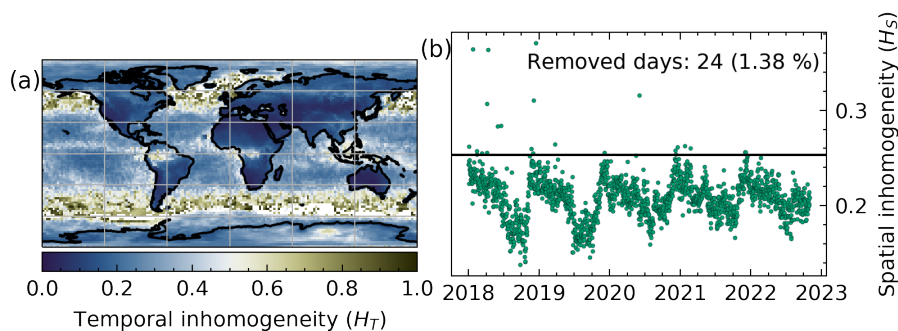 (a)
0.0 0.2 0.4 0.6 0.8 1.0
Temporal inhomogeneity (H_T)
(b)
Removed days: 24 (1.38 %)
0.3
0.2
Spatial inhomogeneity (H_S)
2018 2019 2020 2021 2022 2023